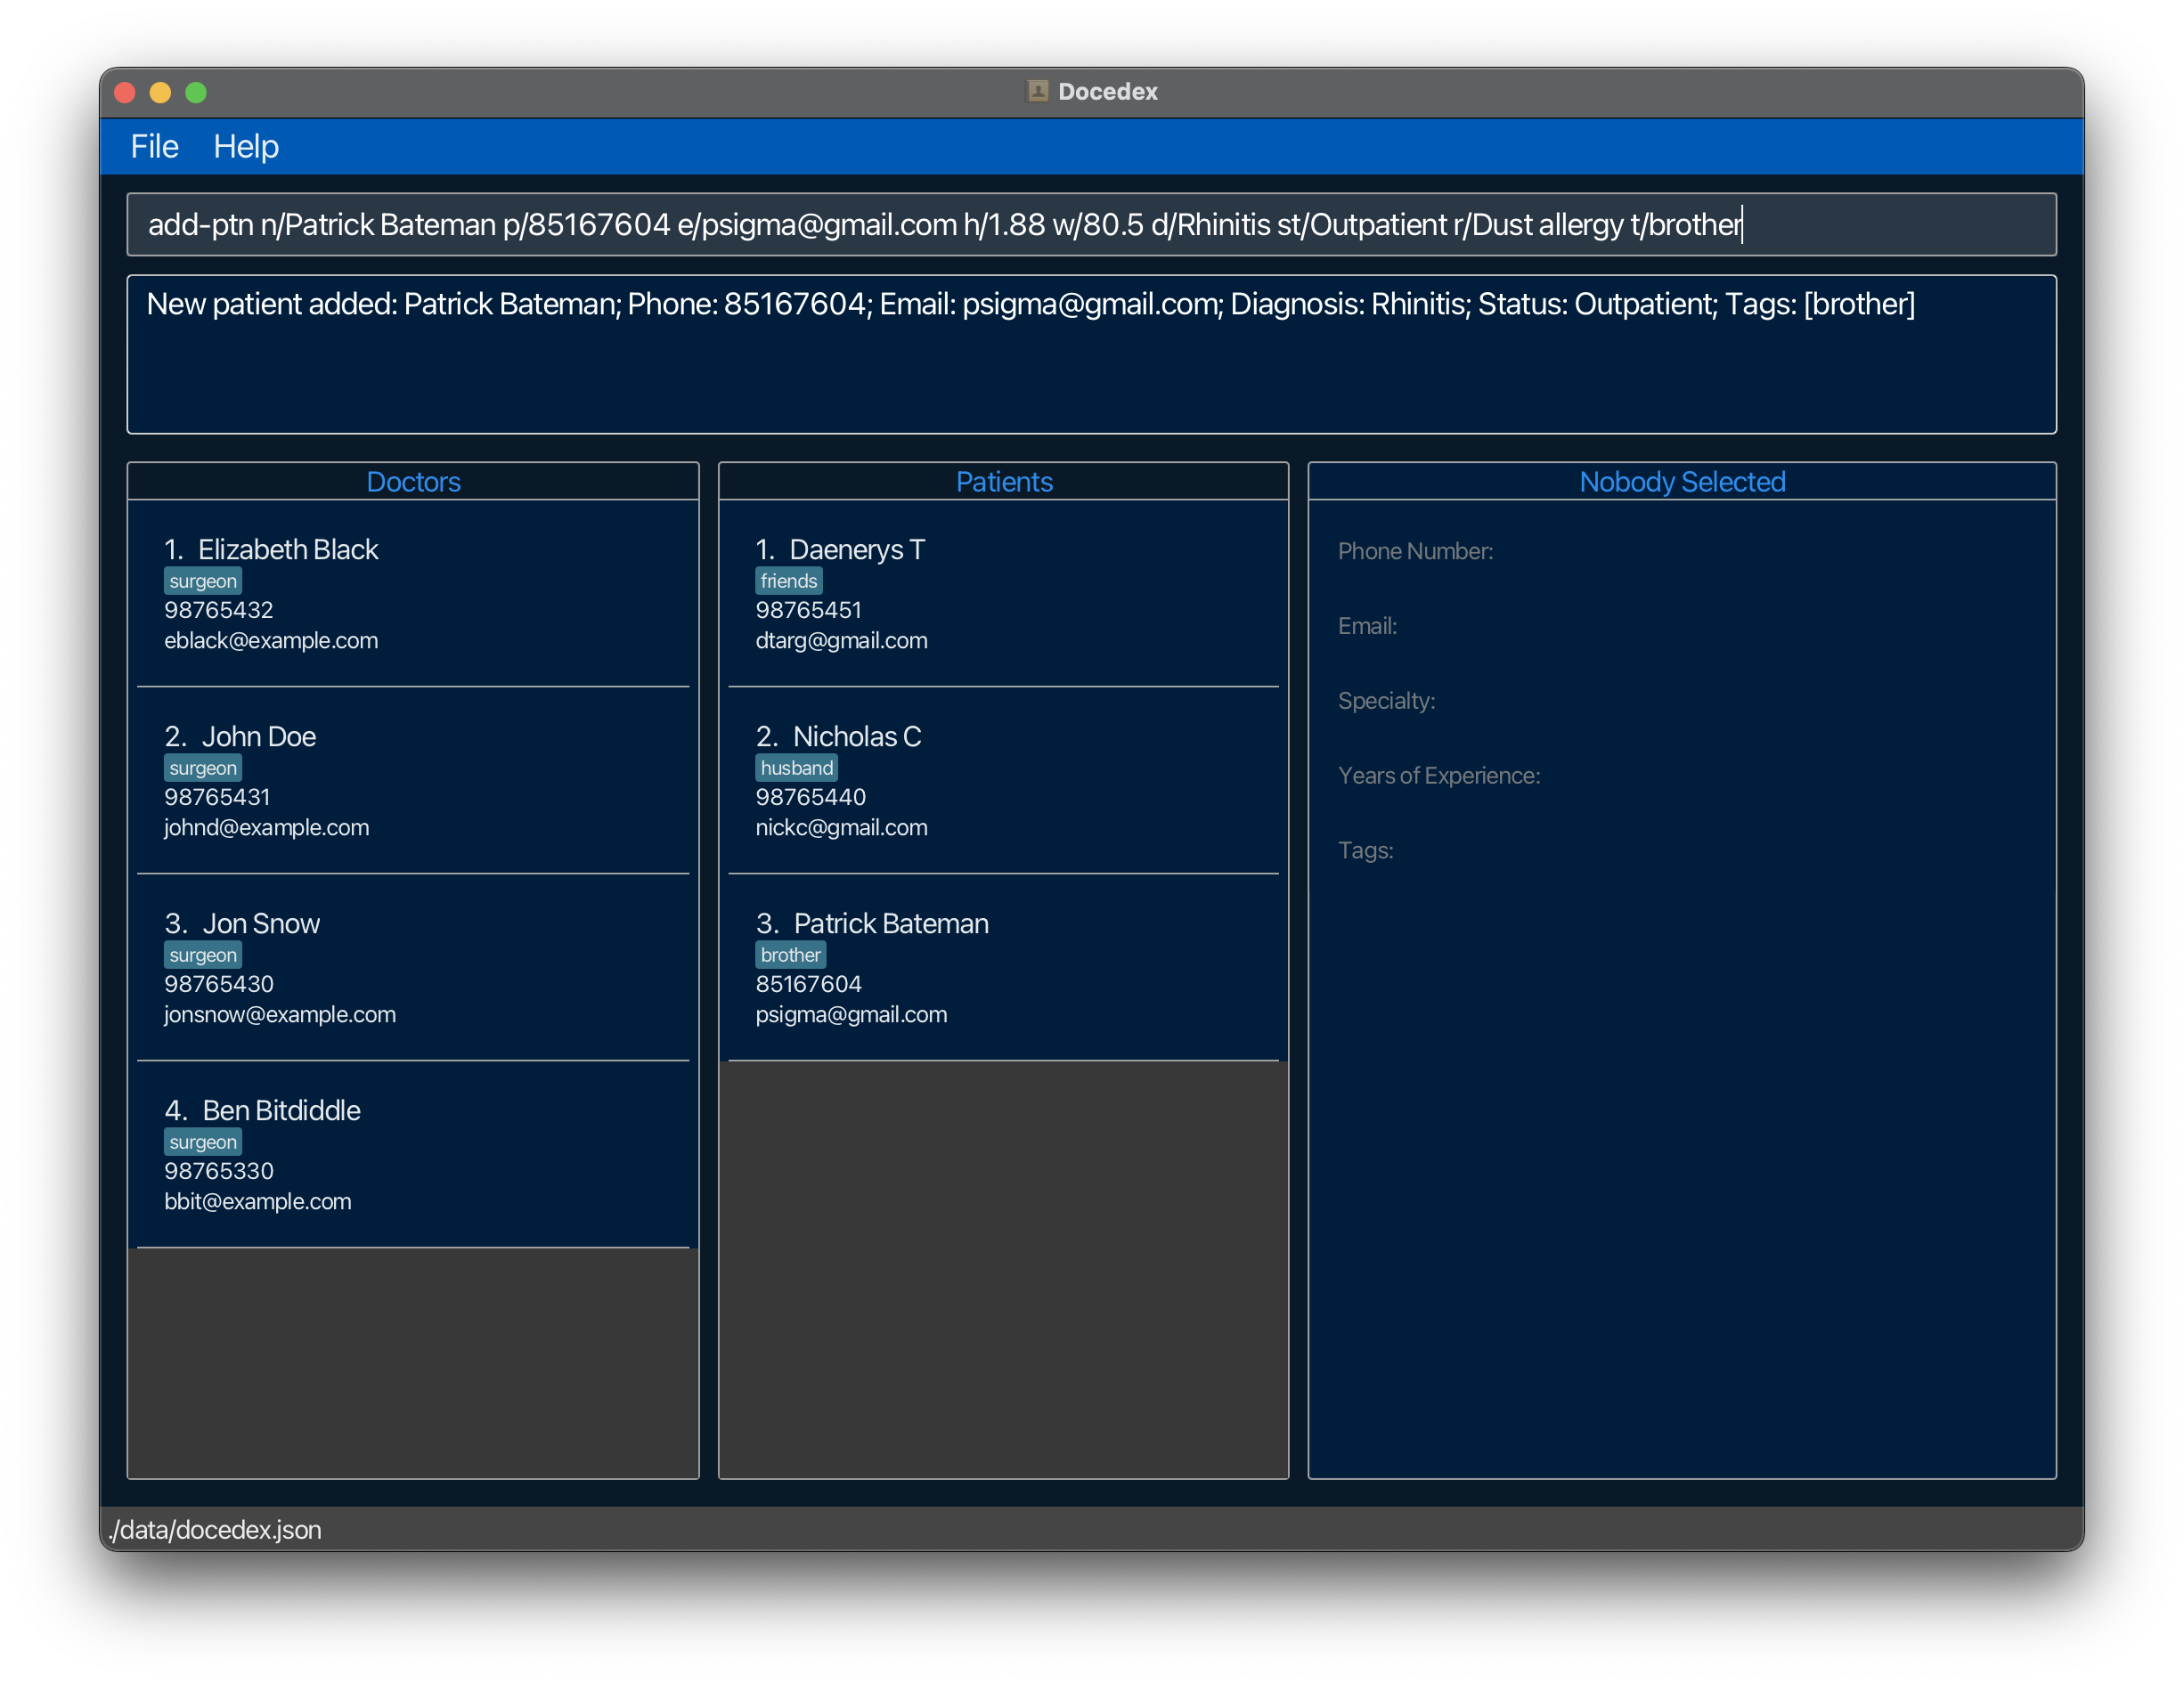 Docedex
File Help
add-ptn n/Patrick Bateman p/85167604 e/psigma@gmail.com h/1.88 w/80.5 d/Rhinitis st/Outpatient r/Dust allergy t/brother
New patient added: Patrick Bateman; Phone: 85167604; Email: psigma@gmail.com; Diagnosis: Rhinitis; Status: Outpatient; Tags: [brother]
Doctors
1. Elizabeth Black
surgeon
98765432
eblack@example.com
2. John Doe
surgeon
98765431
johnd@example.com
3. Jon Snow
surgeon
98765430
jonsnow@example.com
4. Ben Bitdiddle
surgeon
98765330
bbit@example.com
Patients
1. Daenerys T
friends
98765451
dtarg@gmail.com
2. Nicholas C
husband
98765440
nickc@gmail.com
3. Patrick Bateman
brother
85167604
psigma@gmail.com
Nobody Selected
Phone Number:
Email:
Specialty:
Years of Experience:
Tags:
./data/docedex.json